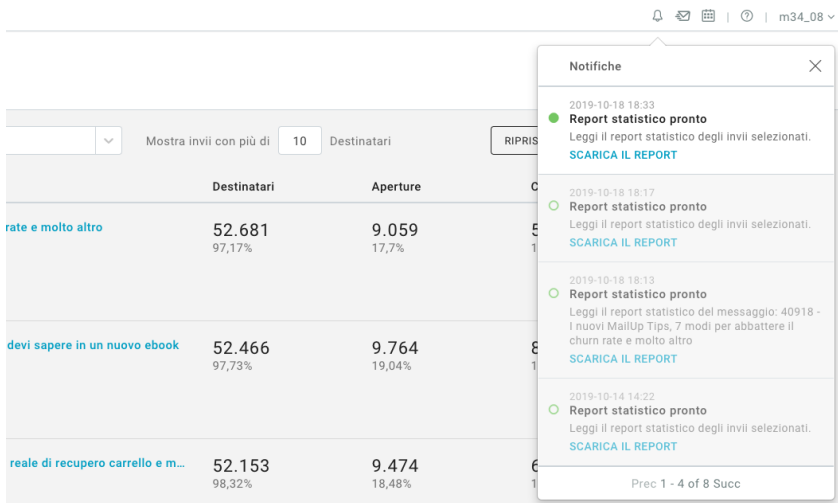 m34_08
Notifiche
2019-10-18 18:33
Report statistico pronto
Leggi il report statistico degli invii selezionati.
SCARICA IL REPORT
2019-10-18 18:17
Report statistico pronto
Leggi il report statistico degli invii selezionati.
SCARICA IL REPORT
2019-10-18 18:13
Report statistico pronto
Leggi il report statistico del messaggio: 40918 -
I nuovi MailUp Tips, 7 modi per abbattere il
churn rate e molto altro
SCARICA IL REPORT
2019-10-14 14:22
Report statistico pronto
Leggi il report statistico degli invii selezionati.
SCARICA IL REPORT
Prec 1 - 4 of 8 Succ
Mostra invii con più di 10 Destinatari
RIPRIS
Destinatari Aperture C
rate e molto altro 52.681 9.059 5
97,17% 17,7% 1
devi sapere in un nuovo ebook 52.466 9.764 8
97,73% 19,04% 1
reale di recupero carrello e m... 52.153 9.474 6
98,32% 18,48% 1